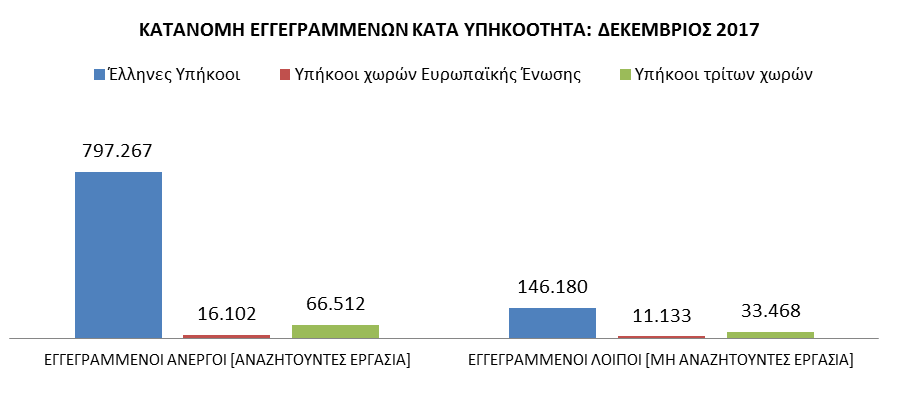 ΚΑΤΑΝΟΜΗ ΕΓΓΕΓΡΑΜΜΕΝΩΝ ΚΑΤΑ ΥΠΗΚΟΟΤΗΤΑ: ΔΕΚΕΜΒΡΙΟΣ 2017
Έλληνες Υπήκοοι Υπήκοοι χωρών Ευρωπαϊκής Ένωσης Υπήκοοι τρίτων χωρών
797.267
16.102
66.512
146.180
11.133
33.468
ΕΓΓΕΓΡΑΜΜΕΝΟΙ ΑΝΕΡΓΟΙ [ΑΝΑΖΗΤΟΥΝΤΕΣ ΕΡΓΑΣΙΑ]
ΕΓΓΕΓΡΑΜΜΕΝΟΙ ΛΟΙΠΟΙ [ΜΗ ΑΝΑΖΗΤΟΥΝΤΕΣ ΕΡΓΑΣΙΑ]